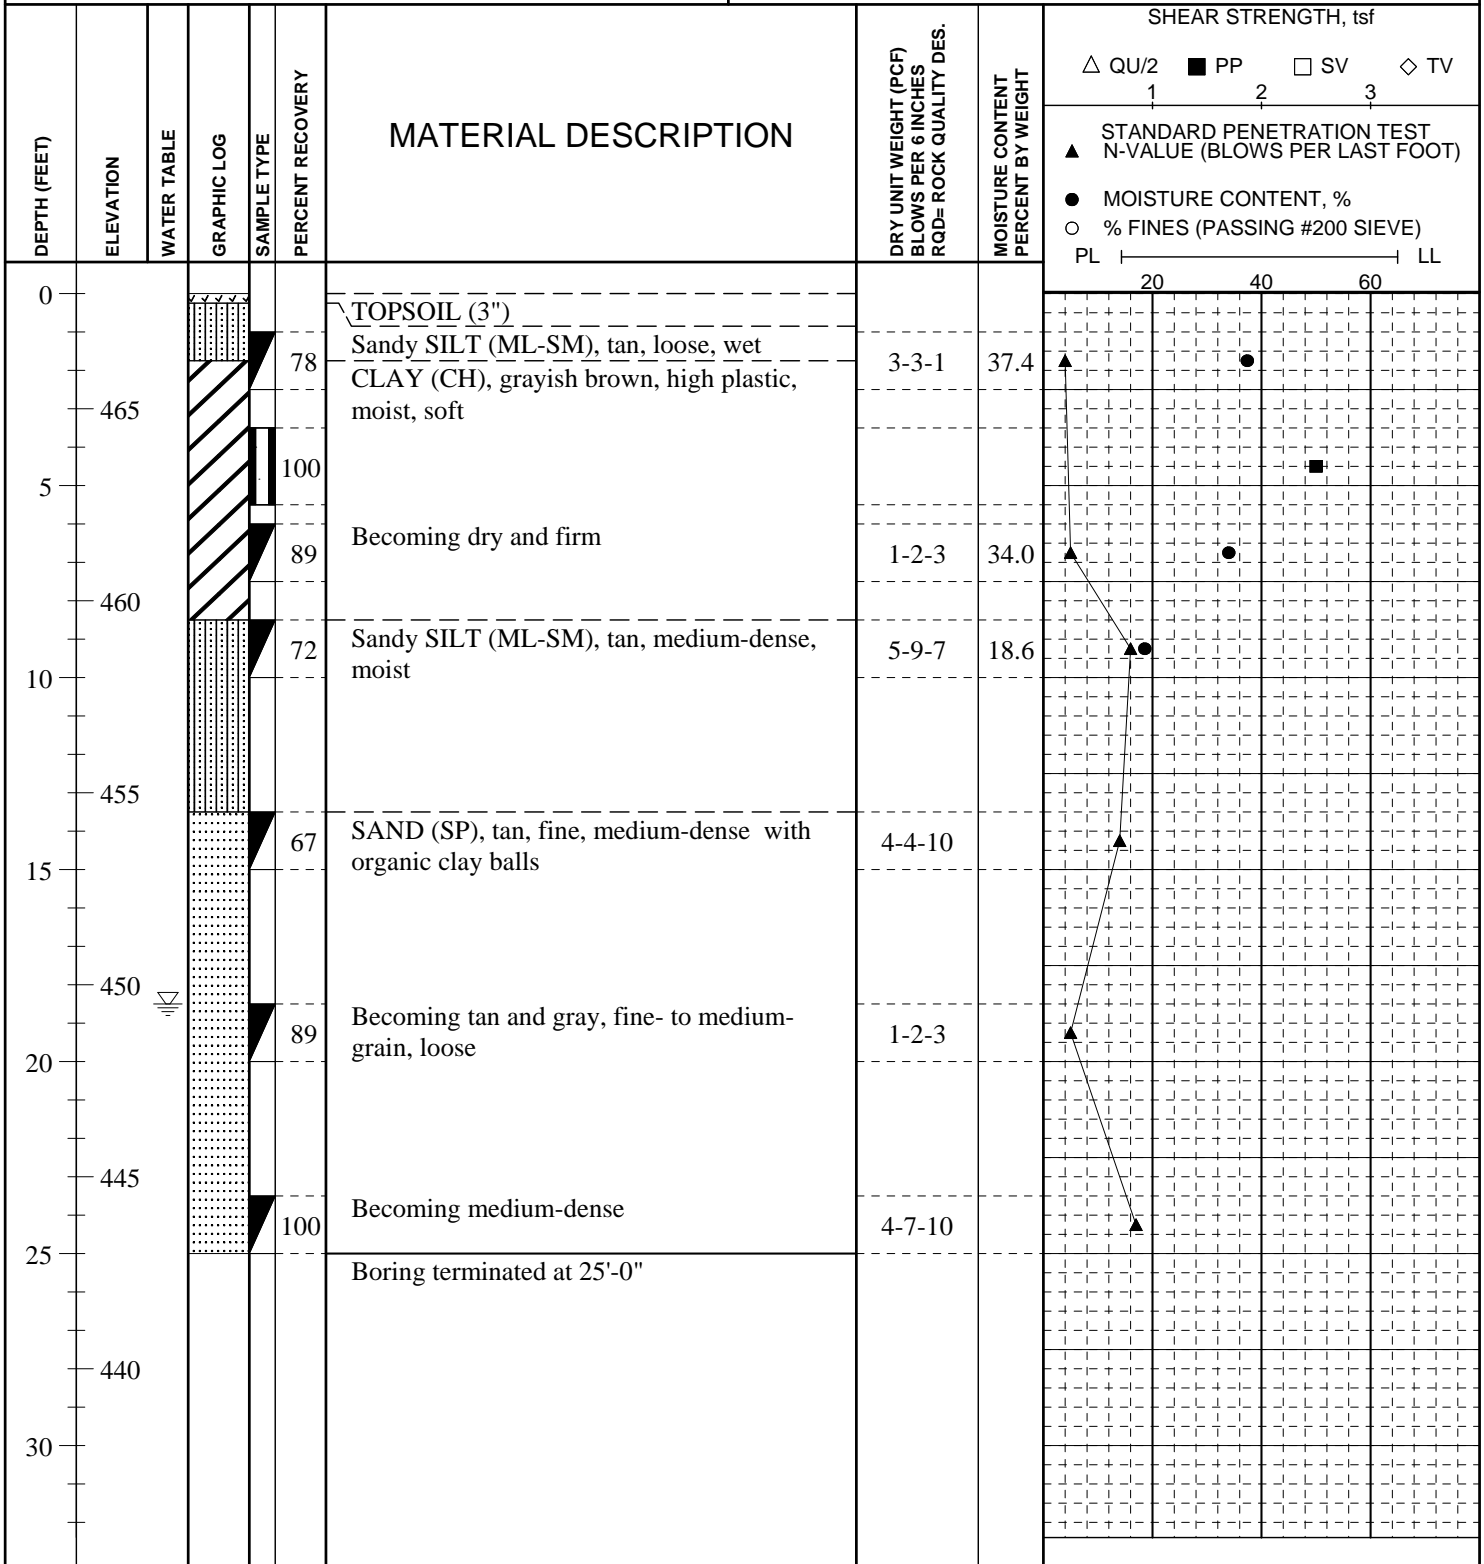 SHEAR STRENGTH, tsf
QU/2 PP SV TV
1 2 3
STANDARD PENETRATION TEST
N-VALUE (BLOWS PER LAST FOOT)
MOISTURE CONTENT, %
% FINES (PASSING #200 SIEVE)
PL LL
20 40 60
DEPTH (FEET)
ELEVATION
WATER TABLE
GRAPHIC LOG
SAMPLE TYPE
PERCENT RECOVERY
MATERIAL DESCRIPTION
DRY UNIT WEIGHT (PCF)
BLOWS PER 6 INCHES
RQD= ROCK QUALITY DES.
MOISTURE CONTENT
PERCENT BY WEIGHT
0
TOPSOIL (3")
Sandy SILT (ML-SM), tan, loose, wet
78 3-3-1 37.4
CLAY (CH), grayish brown, high plastic,
465 moist, soft
100
5
Becoming dry and firm
89 1-2-3 34.0
460
Sandy SILT (ML-SM), tan, medium-dense,
72 5-9-7 18.6
moist
10
455
SAND (SP), tan, fine, medium-dense with
67 4-4-10
organic clay balls
15
450
Becoming tan and gray, fine- to medium-
89 1-2-3
grain, loose
20
445
Becoming medium-dense
100 4-7-10
25
Boring terminated at 25'-0"
440
30